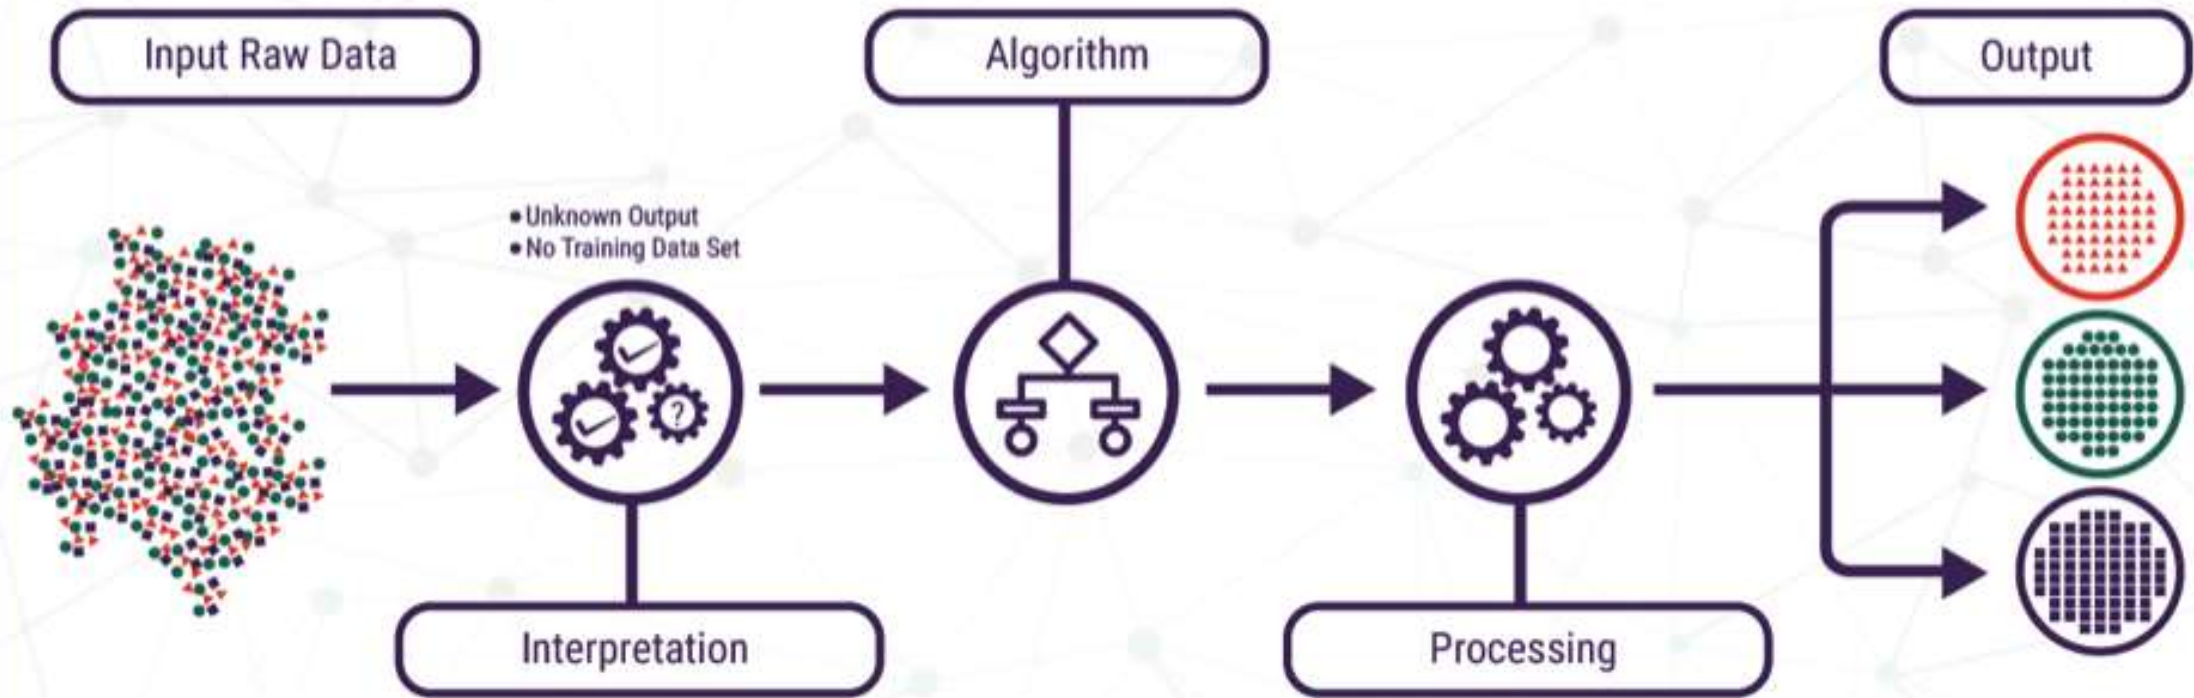 Input Raw Data
Algorithm
Output
• Unknown Output
• No Training Data Set
?
Interpretation
Processing